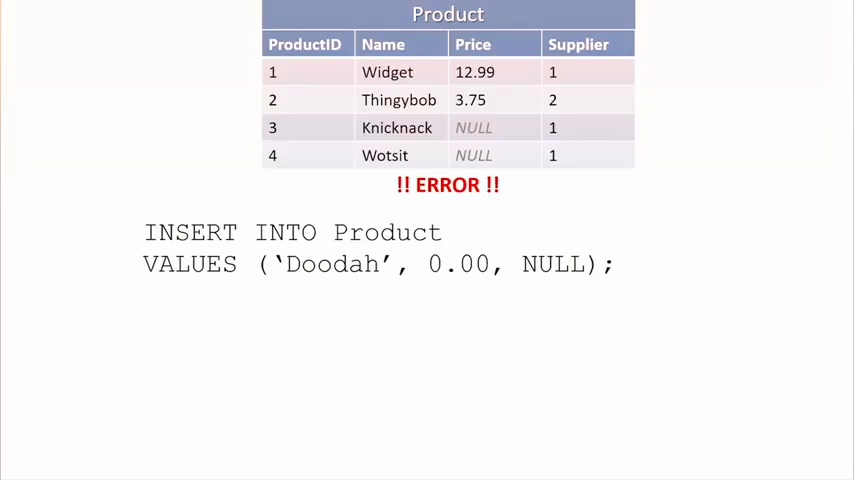 Product
ProductID Name Price Supplier
1 Widget 12.99 1
2 Thingybob 3.75 2
3 Knicknack NULL 1
4 Wotsit NULL 1
!! ERROR !!
INSERT INTO Product
VALUES (‘Doodah’, 0.00, NULL);